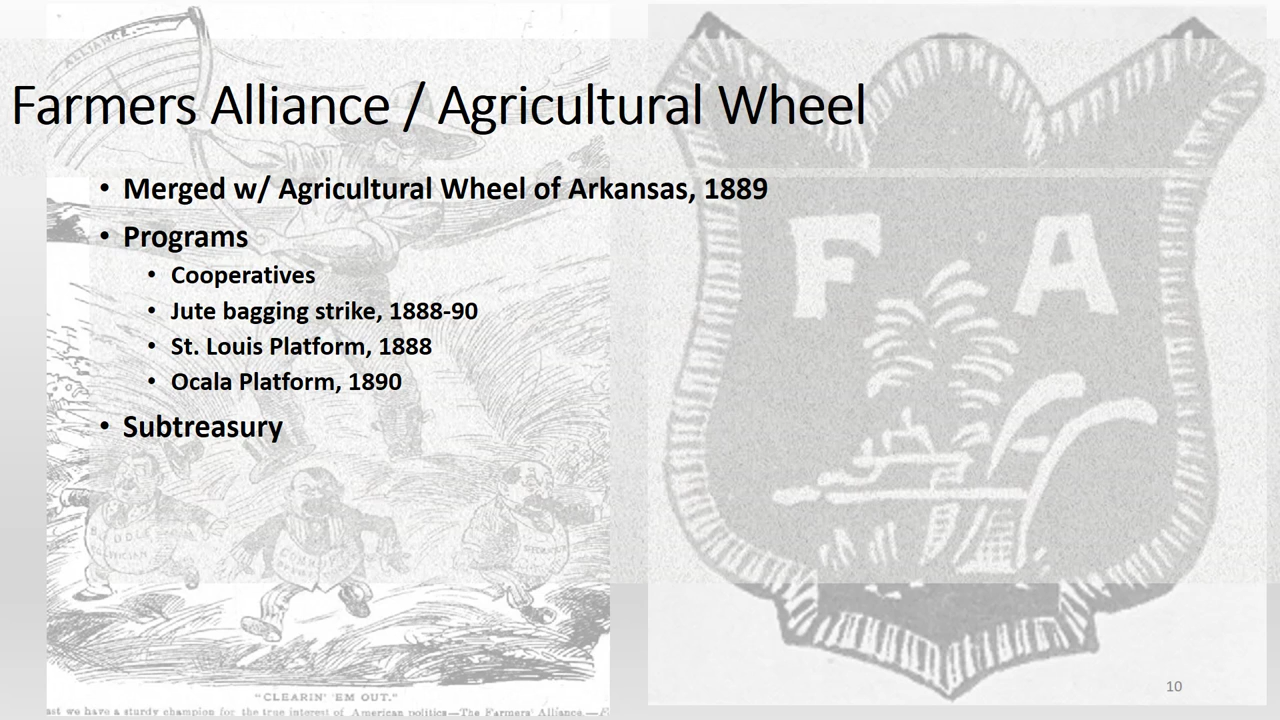 ALLIANCE
Farmers Alliance / Agricultural Wheel
• Merged w/ Agricultural Wheel of Arkansas, 1889
• Programs
• Cooperatives
• Jute bagging strike, 1888-90
• St. Louis Platform, 1888
• Ocala Platform, 1890
• Subtreasury
F A
"CLEARIN' 'EM OUT."
we have a sturdy champion for the true interest of American politics—The Farmers' Alliance.—
10